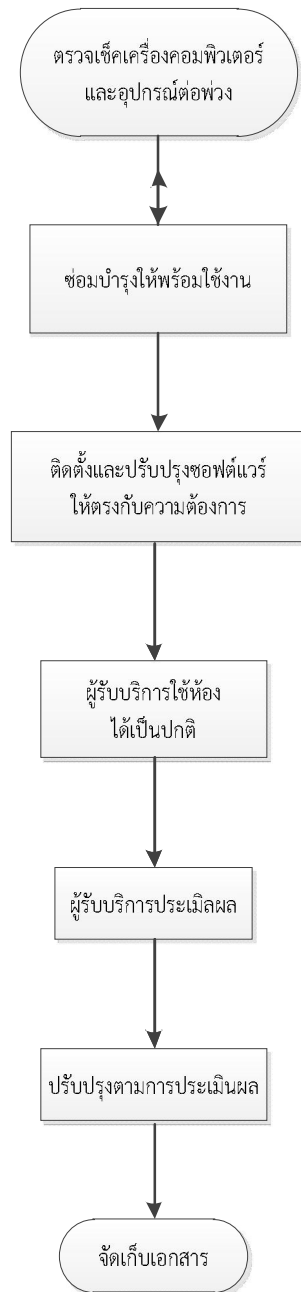 ตรวจเช็คเครื่องคอมพิวเตอร์
และอุปกรณ์ต่อพ่วง
ซ่อมบำรุงให้พร้อมใช้งาน
ติดตั้งและปรับปรุงซอฟต์แวร์
ให้ตรงกับความต้องการ
ผู้รับบริการใช้ห้อง
ได้เป็นปกติ
ผู้รับบริการประเมิลผล
ปรับปรุงตามการประเมินผล
จัดเก็บเอกสาร